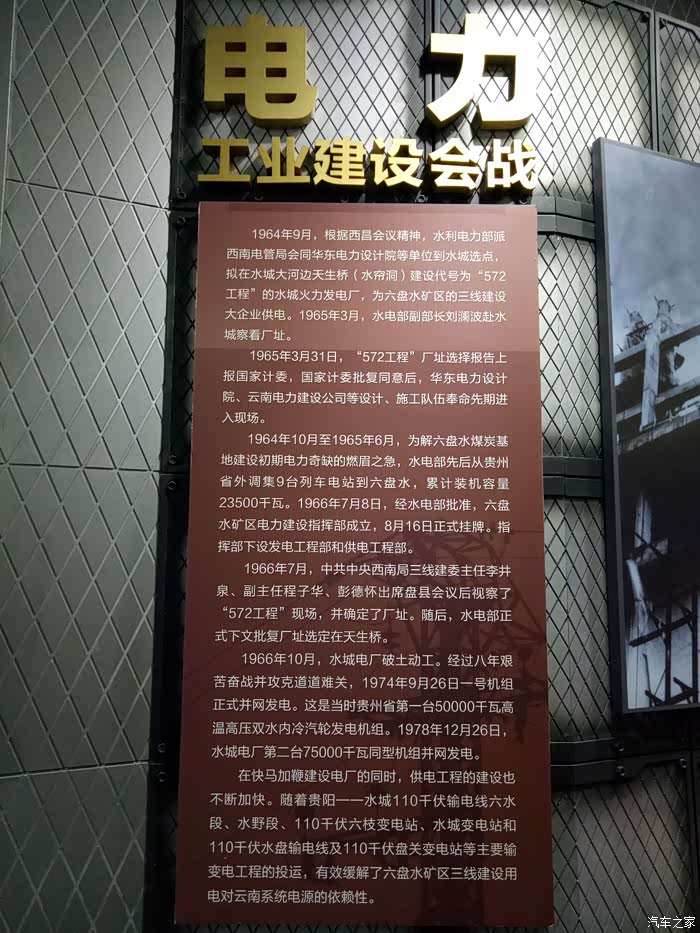 电 力
工业建设会战
1964年9月，根据西昌会议精神，水利电力部派
西南电管局会同华东电力设计院等单位到水城选点，
拟在水城大河边天生桥（水帘洞）建设代号为“572
工程”的水城火力发电厂，为六盘水矿区的三线建设
大企业供电。1965年3月，水电部副部长刘澜波赴水
城察看厂址。
1965年3月31日，“572工程”厂址选择报告上
报国家计委，国家计委批复同意后，华东电力设计
院、云南电力建设公司等设计、施工队伍奉命先期进
入现场。
1964年10月至1965年6月，为解六盘水煤炭基
地建设初期电力奇缺的燃眉之急，水电部先后从贵州
省外调集9台列车电站到六盘水，累计装机容量
23500千瓦。1966年7月8日，经水电部批准，六盘
水矿区电力建设指挥部成立，8月16日正式挂牌。指
挥部下设发电工程部和供电工程部。
1966年7月，中共中央西南局三线建委主任李井
泉、副主任程子华、彭德怀出席盘县会议后视察了
“572工程”现场，并确定了厂址。随后，水电部正
式下文批复厂址选定在天生桥。
1966年10月，水城电厂破土动工。经过八年艰
苦奋战并攻克道道难关，1974年9月26日一号机组
正式并网发电。这是当时贵州省第一台50000千瓦高
温高压双水内冷汽轮发电机组。1978年12月26日，
水城电厂第二台75000千瓦同型机组并网发电。
在快马加鞭建设电厂的同时，供电工程的建设也
不断加快。随着贵阳——水城110千伏输电线六水
段、水野段、110千伏六枝变电站、水城变电站和
110千伏水盘输电线及110千伏盘关变电站等主要输
变电工程的投运，有效缓解了六盘水矿区三线建设用
电对云南系统电源的依赖性。
汽车之家